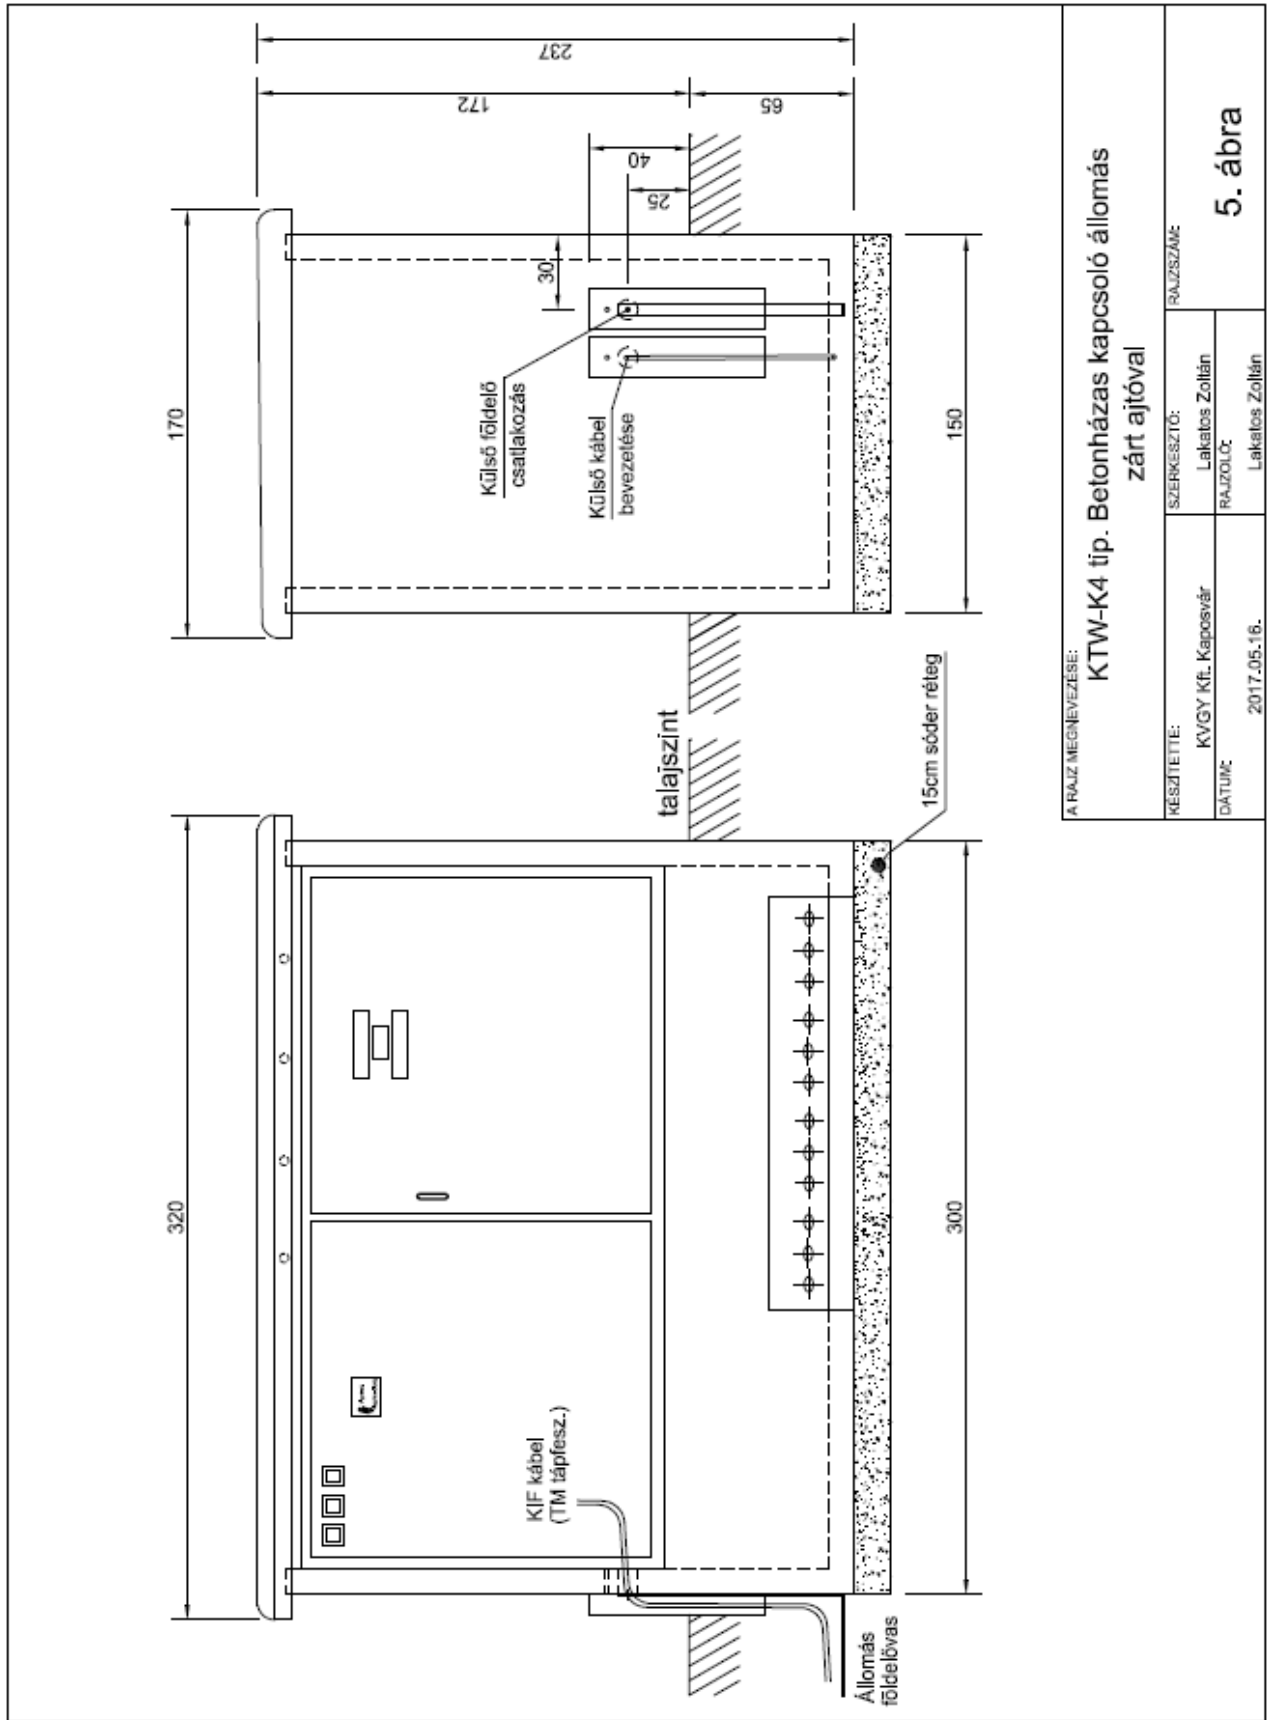 320
170
237
172
65
40
25
30
Külső földelő
csatlakozás
Külső kábel
bevezetése
KIF kábel
(TM tápfesz.)
talajszint
15cm sóder réteg
Állomás
földelővas
300
150
A RAJZ MEGNEVEZÉSE:
KTW-K4 tip. Betonházas kapcsoló állomás
zárt ajtóval
KÉSZÍTETTE:
KVGY Kft. Kaposvár
SZERKESZTŐ:
Lakatos Zoltán
RAJZSZÁM:
5. ábra
DÁTUM:
2017.05.16.
RAJZOLÓ:
Lakatos Zoltán